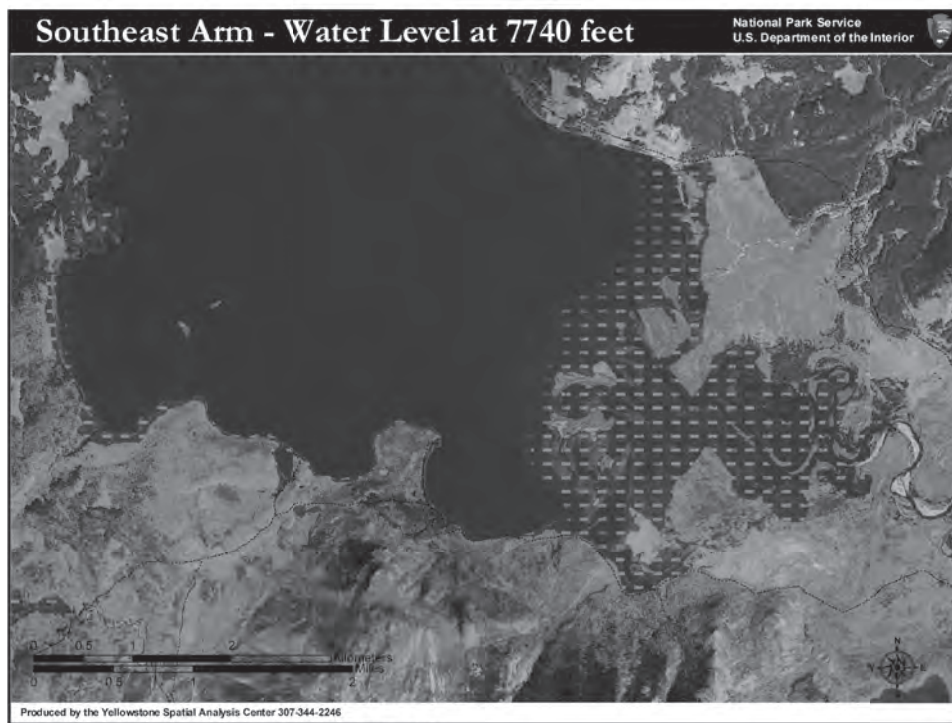 Southeast Arm - Water Level at 7740 feet
National Park Service
U.S. Department of the Interior
N
E
0 0.5 1 2
Kilometers
Miles
0 0.5 1 2
Produced by the Yellowstone Spatial Analysis Center 307-344-2246